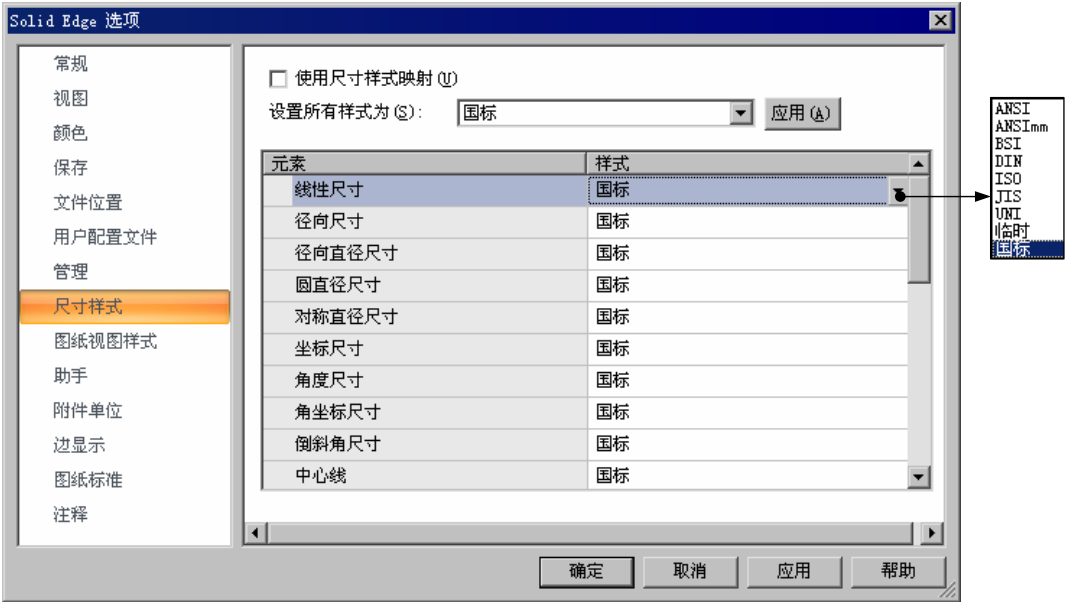 Solid Edge 选项
常规
视图
颜色
保存
文件位置
用户配置文件
管理
尺寸样式
图纸视图样式
助手
附件单位
边显示
图纸标准
注释
使用尺寸样式映射(U)
设置所有样式为(S): 国标 应用(A)
元素 样式
线性尺寸 国标
径向尺寸 国标
径向直径尺寸 国标
圆直径尺寸 国标
对称直径尺寸 国标
坐标尺寸 国标
角度尺寸 国标
角坐标尺寸 国标
倒斜角尺寸 国标
中心线 国标
确定 取消 应用 帮助
ANSI
ANSImm
BSI
DIN
ISO
JIS
UNI
临时
国标